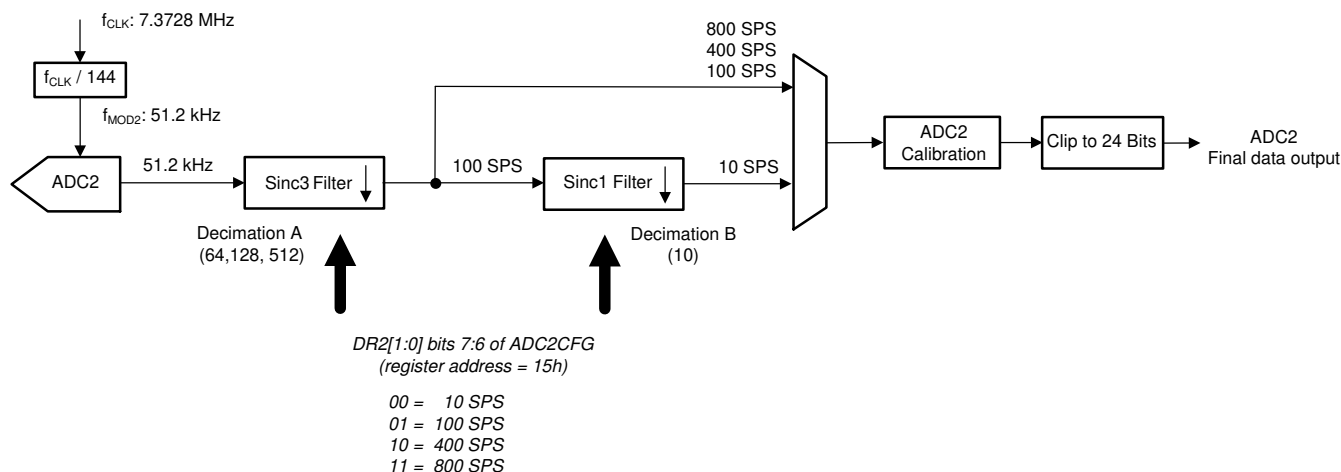 fCLK: 7.3728 MHz
fCLK / 144
fMOD2: 51.2 kHz
ADC2
51.2 kHz
Sinc3 Filter
Decimation A
(64,128, 512)
100 SPS
Sinc1 Filter
Decimation B
(10)
800 SPS
400 SPS
100 SPS
10 SPS
ADC2
Calibration
Clip to 24 Bits
ADC2
Final data output
DR2[1:0] bits 7:6 of ADC2CFG
(register address = 15h)
00 = 10 SPS
01 = 100 SPS
10 = 400 SPS
11 = 800 SPS